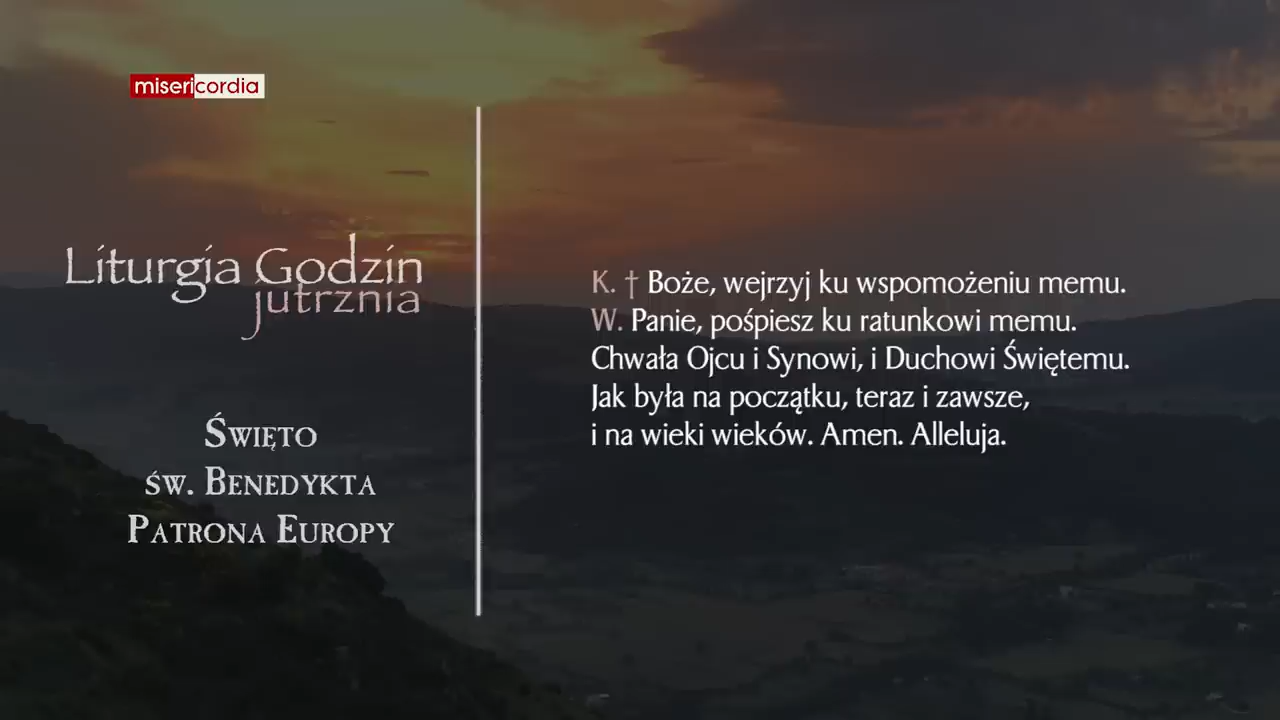 misericordia
Liturgia Godzin
jutrznia
Święto
św. Benedykta
Patrona Europy
K. † Boże, wejrzyj ku wspomożeniu memu.
W. Panie, pośpiesz ku ratunkowi memu.
Chwała Ojcu i Synowi, i Duchowi Świętemu.
Jak była na początku, teraz i zawsze,
i na wieki wieków. Amen. Alleluja.